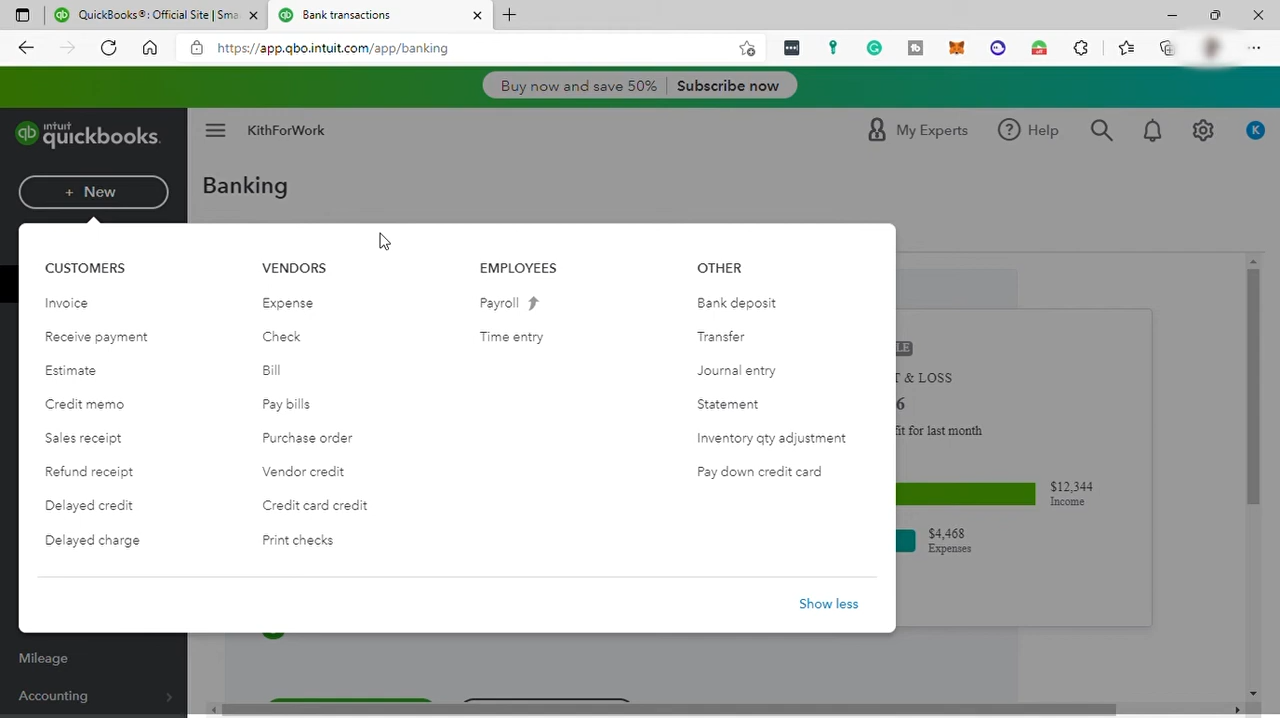 QuickBooks®: Official Site | Sma
Bank transactions
https://app.qbo.intuit.com/app/banking
Buy now and save 50%
Subscribe now
intuit
quickbooks.
KithForWork
My Experts
Help
K
+ New
Banking
CUSTOMERS
Invoice
Receive payment
Estimate
Credit memo
Sales receipt
Refund receipt
Delayed credit
Delayed charge
VENDORS
Expense
Check
Bill
Pay bills
Purchase order
Vendor credit
Credit card credit
Print checks
EMPLOYEES
Payroll
Time entry
OTHER
Bank deposit
Transfer
Journal entry
Statement
Inventory qty adjustment
Pay down credit card
Show less
LE
T & LOSS
6
fit for last month
$12,344
Income
$4,468
Expenses
Mileage
Accounting